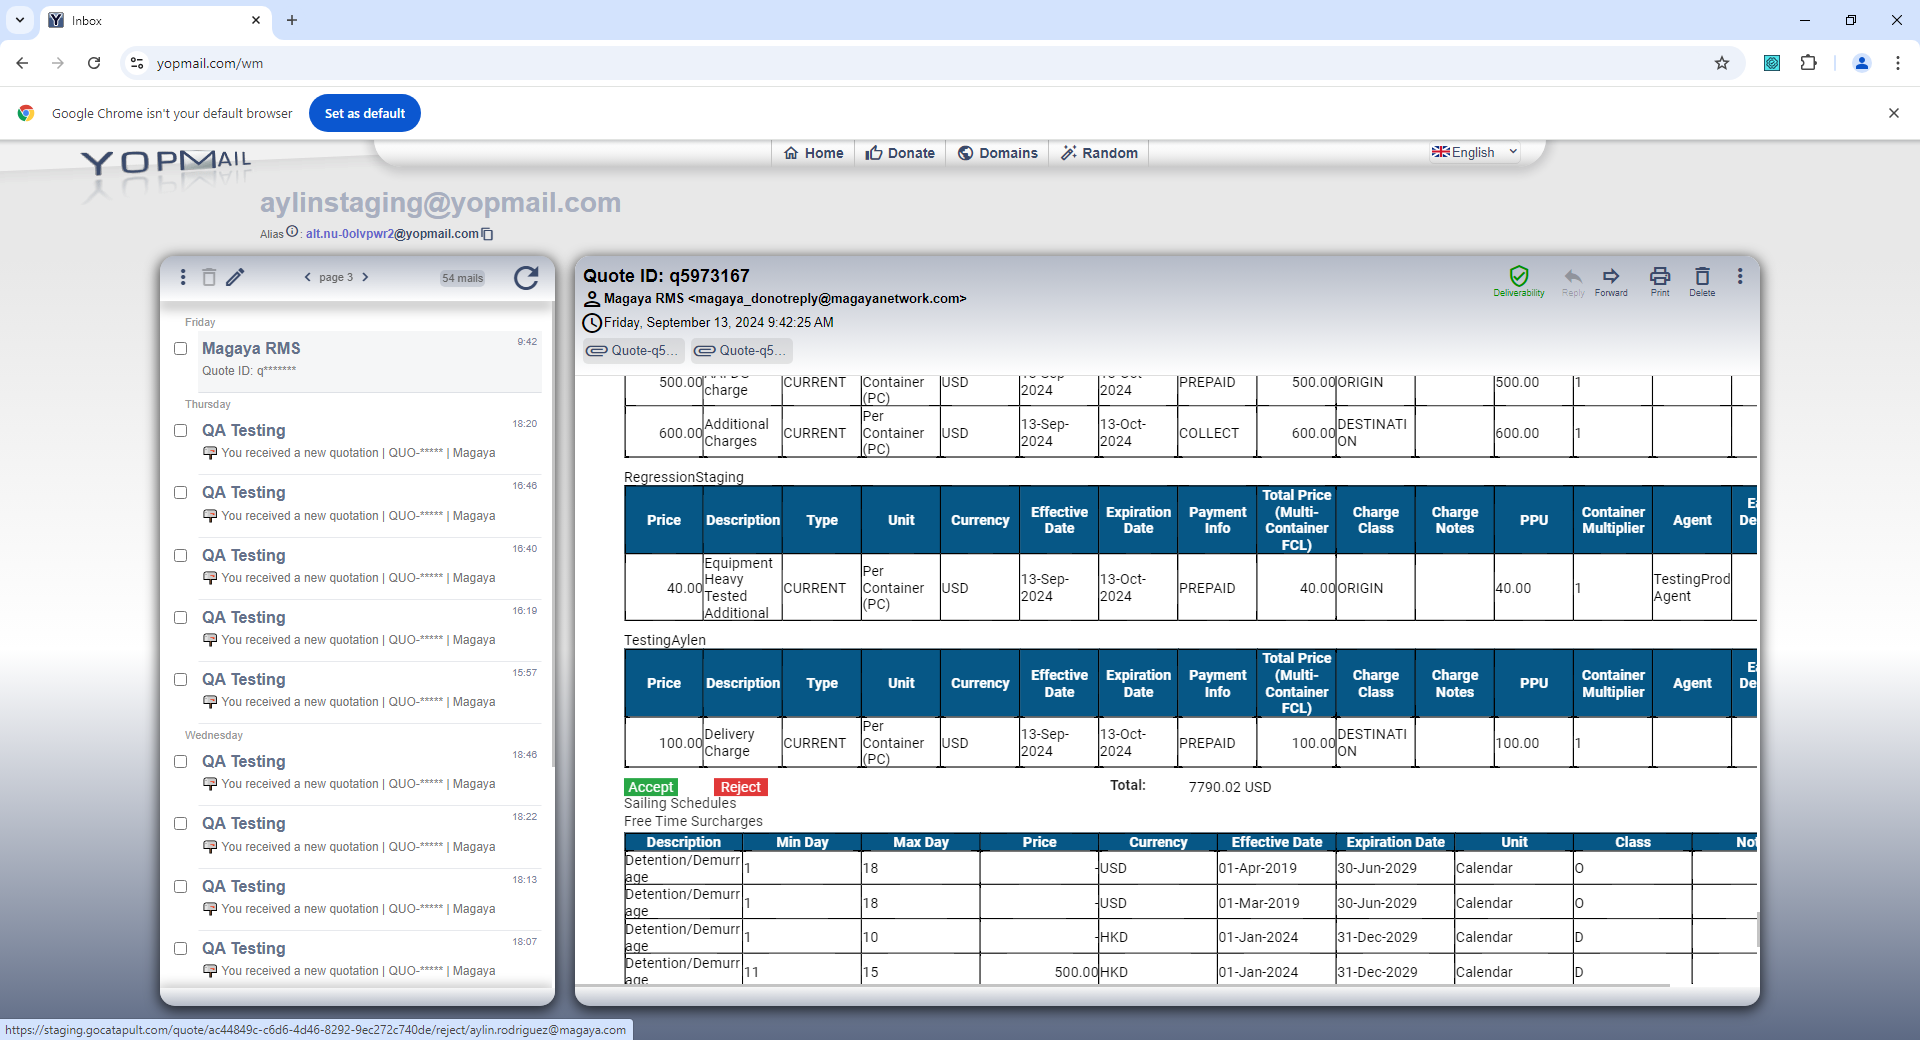 Inbox
yopmail.com/wm
Google Chrome isn't your default browser
Set as default
YOPMAIL
Home
Donate
Domains
Random
English
aylinstaging@yopmail.com
Alias : alt.nu-0olvpwr2@yopmail.com
page 3
54 mails
Friday
Magaya RMS
9:42
Quote ID: q*******
Thursday
QA Testing
18:20
You received a new quotation | QUO-***** | Magaya
QA Testing
16:46
You received a new quotation | QUO-***** | Magaya
QA Testing
16:40
You received a new quotation | QUO-***** | Magaya
QA Testing
16:19
You received a new quotation | QUO-***** | Magaya
QA Testing
15:57
You received a new quotation | QUO-***** | Magaya
Wednesday
QA Testing
18:46
You received a new quotation | QUO-***** | Magaya
QA Testing
18:22
You received a new quotation | QUO-***** | Magaya
QA Testing
18:13
You received a new quotation | QUO-***** | Magaya
QA Testing
18:07
You received a new quotation | QUO-***** | Magaya
Quote ID: q5973167
Magaya RMS <magaya_donotreply@magayanetwork.com>
Friday, September 13, 2024 9:42:25 AM
Deliverability
Reply
Forward
Print
Delete
Quote-q5...
Quote-q5...
500.00 charge CURRENT Container (PC) USD 2024 2024 PREPAID 500.00 ORIGIN 500.00 1
600.00 Additional Charges CURRENT Per Container (PC) USD 13-Sep-2024 13-Oct-2024 COLLECT 600.00 DESTINATION 600.00 1
RegressionStaging
Price Description Type Unit Currency Effective Date Expiration Date Payment Info Total Price (Multi-Container FCL) Charge Class Charge Notes PPU Container Multiplier Agent
40.00 Equipment Heavy Tested Additional CURRENT Per Container (PC) USD 13-Sep-2024 13-Oct-2024 PREPAID 40.00 ORIGIN 40.00 1 TestingProd Agent
TestingAylen
Price Description Type Unit Currency Effective Date Expiration Date Payment Info Total Price (Multi-Container FCL) Charge Class Charge Notes PPU Container Multiplier Agent
100.00 Delivery Charge CURRENT Per Container (PC) USD 13-Sep-2024 13-Oct-2024 PREPAID 100.00 DESTINATION 100.00 1
Accept Reject Total: 7790.02 USD
Sailing Schedules
Free Time Surcharges
Description Min Day Max Day Price Currency Effective Date Expiration Date Unit Class
Detention/Demurrage 1 18 - USD 01-Apr-2019 30-Jun-2029 Calendar O
Detention/Demurrage 1 18 - USD 01-Mar-2019 30-Jun-2029 Calendar O
Detention/Demurrage 1 10 - HKD 01-Jan-2024 31-Dec-2029 Calendar D
Detention/Demurrage 11 15 500.00 HKD 01-Jan-2024 31-Dec-2029 Calendar D
https://staging.gocatapult.com/quote/ac44849c-c6d6-4d46-8292-9ec272c740de/reject/aylin.rodriguez@magaya.com